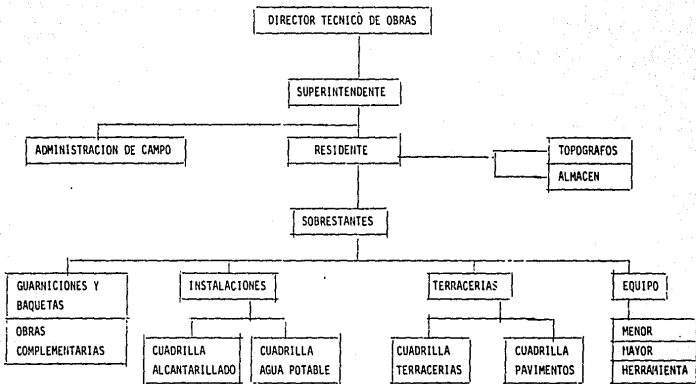 DIRECTOR TECNICO DE OBRAS
SUPERINTENDENTE
ADMINISTRACION DE CAMPO
RESIDENTE
TOPOGRAFOS
ALMACEN
SOBRESTANTES
GUARNICIONES Y
BAQUETAS
OBRAS
COMPLEMENTARIAS
INSTALACIONES
CUADRILLA
ALCANTARILLADO
CUADRILLA
AGUA POTABLE
TERRACERIAS
CUADRILLA
TERRACERIAS
CUADRILLA
PAVIMENTOS
EQUIPO
MENOR
MAYOR
HERRAMIENTA